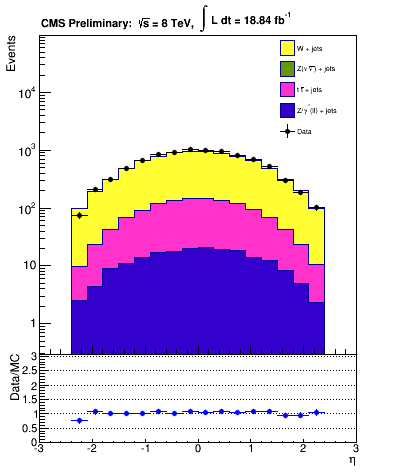 CMS Preliminary: √s = 8 TeV, ∫ L dt = 18.84 fb⁻¹
Events
W + jets
Z(ν ν̅) + jets
t t̅ + jets
Z/γ*(ll) + jets
Data
10⁴
10³
10²
10
1
Data/MC
3
2.5
2
1.5
1
0.5
0
-3 -2 -1 0 1 2 3
η